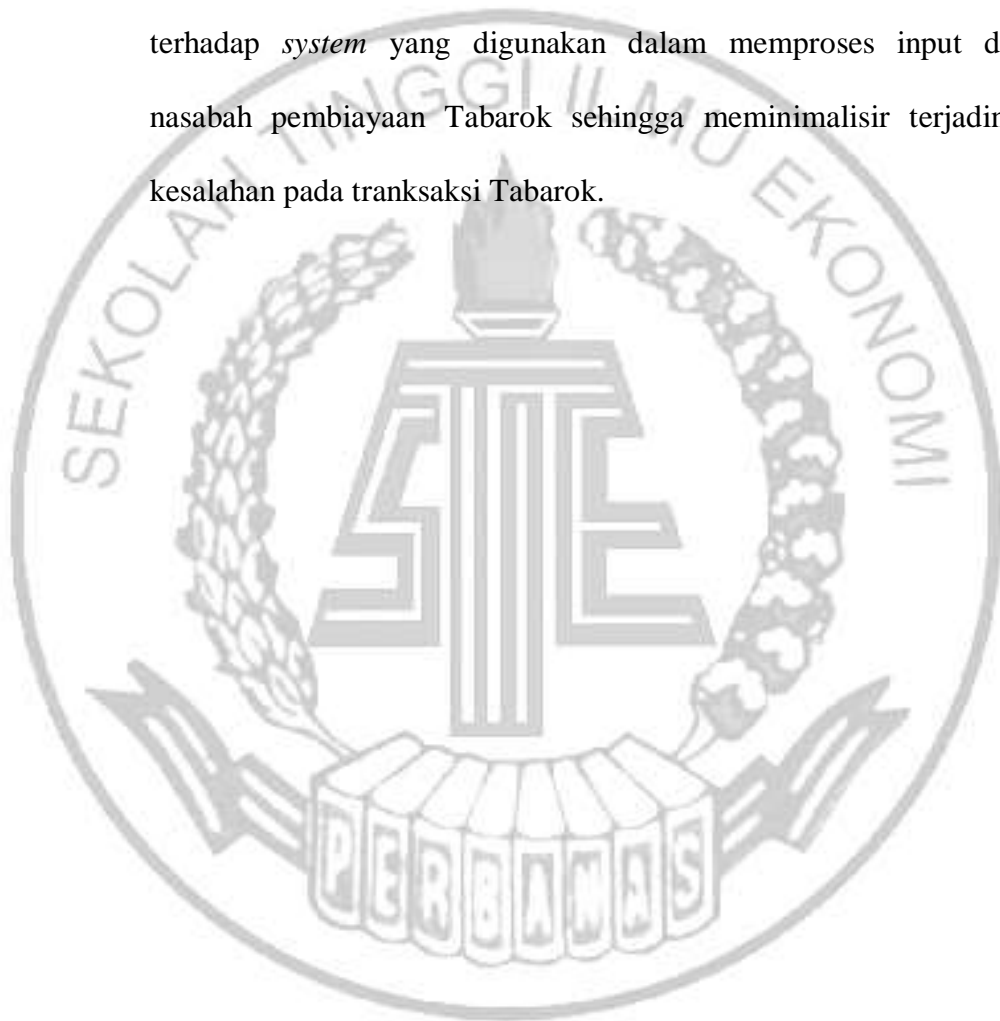 terhadap system yang digunakan dalam memproses input d
nasabah pembiayaan Tabarok sehingga meminimalisir terjadin
kesalahan pada tranksaksi Tabarok.
SEKOLAH TINGGI ILMU EKONOMI
STIE
PERBANAS